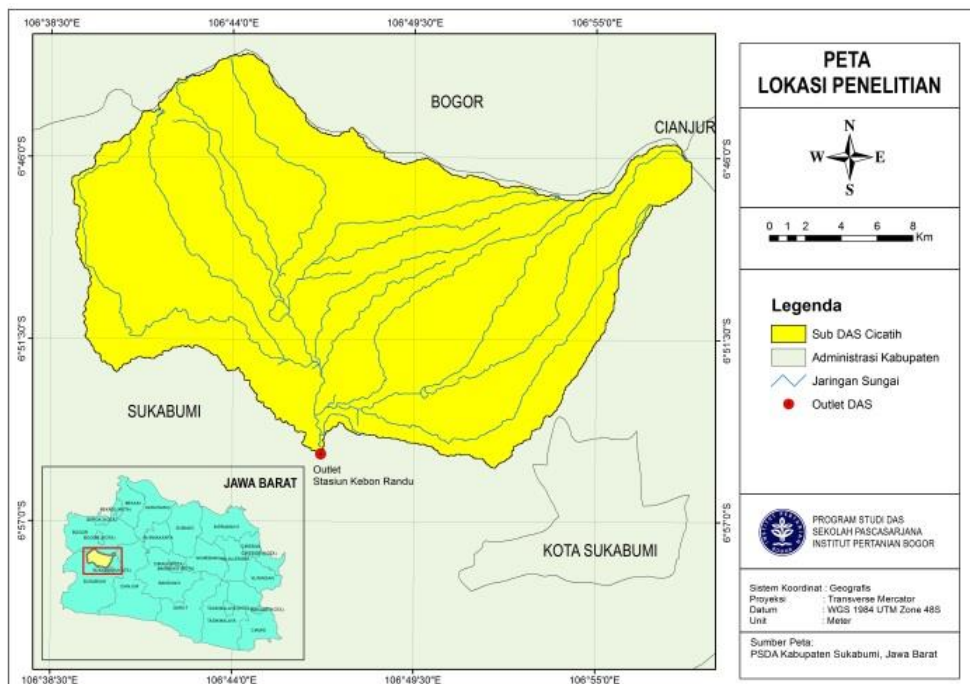 106°38'30"E
106°44'0"E
106°49'30"E
106°55'0"E
6°46'0"S
6°51'30"S
6°57'0"S
6°46'0"S
6°51'30"S
6°57'0"S
106°38'30"E
106°44'0"E
106°49'30"E
106°55'0"E
BOGOR
CIANJUR
SUKABUMI
Outlet
Stasiun Kebon Randu
KOTA SUKABUMI
JAWA BARAT
PETA
LOKASI PENELITIAN
N
W E
S
0 1 2 4 6 8
Km
Legenda
Sub DAS Cicatih
Administrasi Kabupaten
Jaringan Sungai
Outlet DAS
INSTITUT PERTANIAN
BOGOR
PROGRAM STUDI DAS
SEKOLAH PASCASARJANA
INSTITUT PERTANIAN BOGOR
Sistem Koordinat : Geografis
Proyeksi : Transverse Mercator
Datum : WGS 1984 UTM Zone 48S
Unit : Meter
Sumber Peta:
PSDA Kabupaten Sukabumi, Jawa Barat